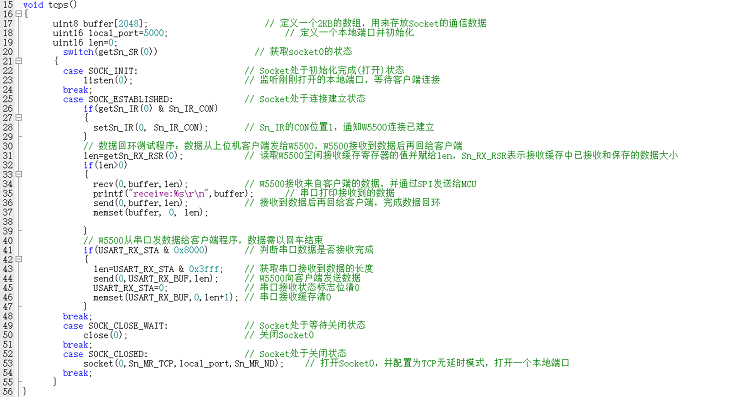 15 void tcps()
16 {
17 uint8 buffer[2048]; // 定义一个2KB的数组，用来存放Socket的通信数据
18 uint16 local_port=5000; // 定义一个本地端口并初始化
19 uint16 len=0;
20 switch(getSn_SR(0)) // 获取socket0的状态
21 {
22 case SOCK_INIT: // Socket处于初始化完成(打开)状态
23 listen(0); // 监听刚刚打开的本地端口，等待客户端连接
24 break;
25 case SOCK_ESTABLISHED: // Socket处于连接建立状态
26 if(getSn_IR(0) & Sn_IR_CON)
27 {
28 setSn_IR(0, Sn_IR_CON); // Sn_IR的CON位置1，通知W5500连接已建立
29 }
30 // 数据回环测试程序：数据从上位机客户端发给W5500，W5500接收到数据后再回给客户端
31 len=getSn_RX_RSR(0); // 读取W5500空闲接收缓存寄存器的值并赋给len，Sn_RX_RSR表示接收缓存中已接收和保存的数据大小
32 if(len>0)
33 {
34 recv(0,buffer,len); // W5500接收来自客户端的数据，并通过SPI发送给MCU
35 printf("receive:%s\r\n",buffer); // 串口打印接收到的数据
36 send(0,buffer,len); // 接收到数据后再回给客户端，完成数据回环
37 memset(buffer, 0, len);
38
39 }
40 // W5500从串口发数据给客户端程序，数据需以回车结束
41 if(USART_RX_STA & 0x8000) // 判断串口数据是否接收完成
42 {
43 len=USART_RX_STA & 0x3fff; // 获取串口接收到数据的长度
44 send(0,USART_RX_BUF,len); // W5500向客户端发送数据
45 USART_RX_STA=0; // 串口接收状态标志位清0
46 memset(USART_RX_BUF,0,len+1); // 串口接收缓存清0
47 }
48 break;
49 case SOCK_CLOSE_WAIT: // Socket处于等待关闭状态
50 close(0); // 关闭Socket0
51 break;
52 case SOCK_CLOSED: // Socket处于关闭状态
53 socket(0,Sn_MR_TCP,local_port,Sn_MR_ND); // 打开Socket0，并配置为TCP无延时模式，打开一个本地端口
54 break;
55 }
56 }